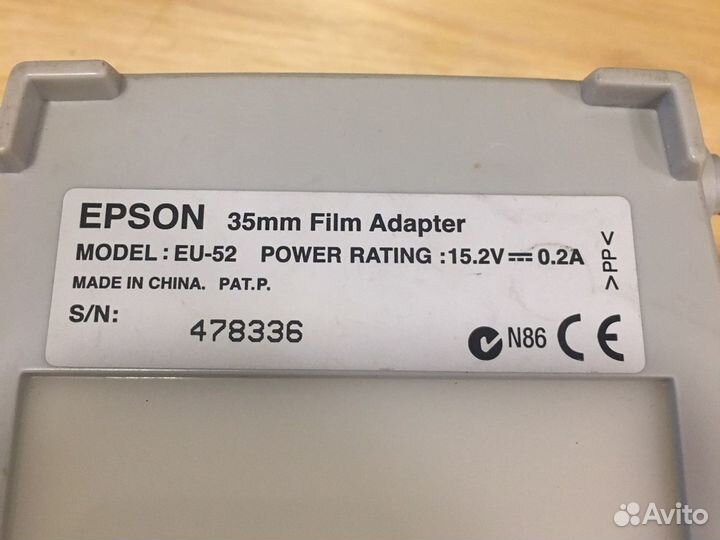 EPSON 35mm Film Adapter
MODEL: EU-52 POWER RATING :15.2V⎓0.2A
MADE IN CHINA. PAT.P.
S/N:
478336
N86 CE
>PP<
Avito